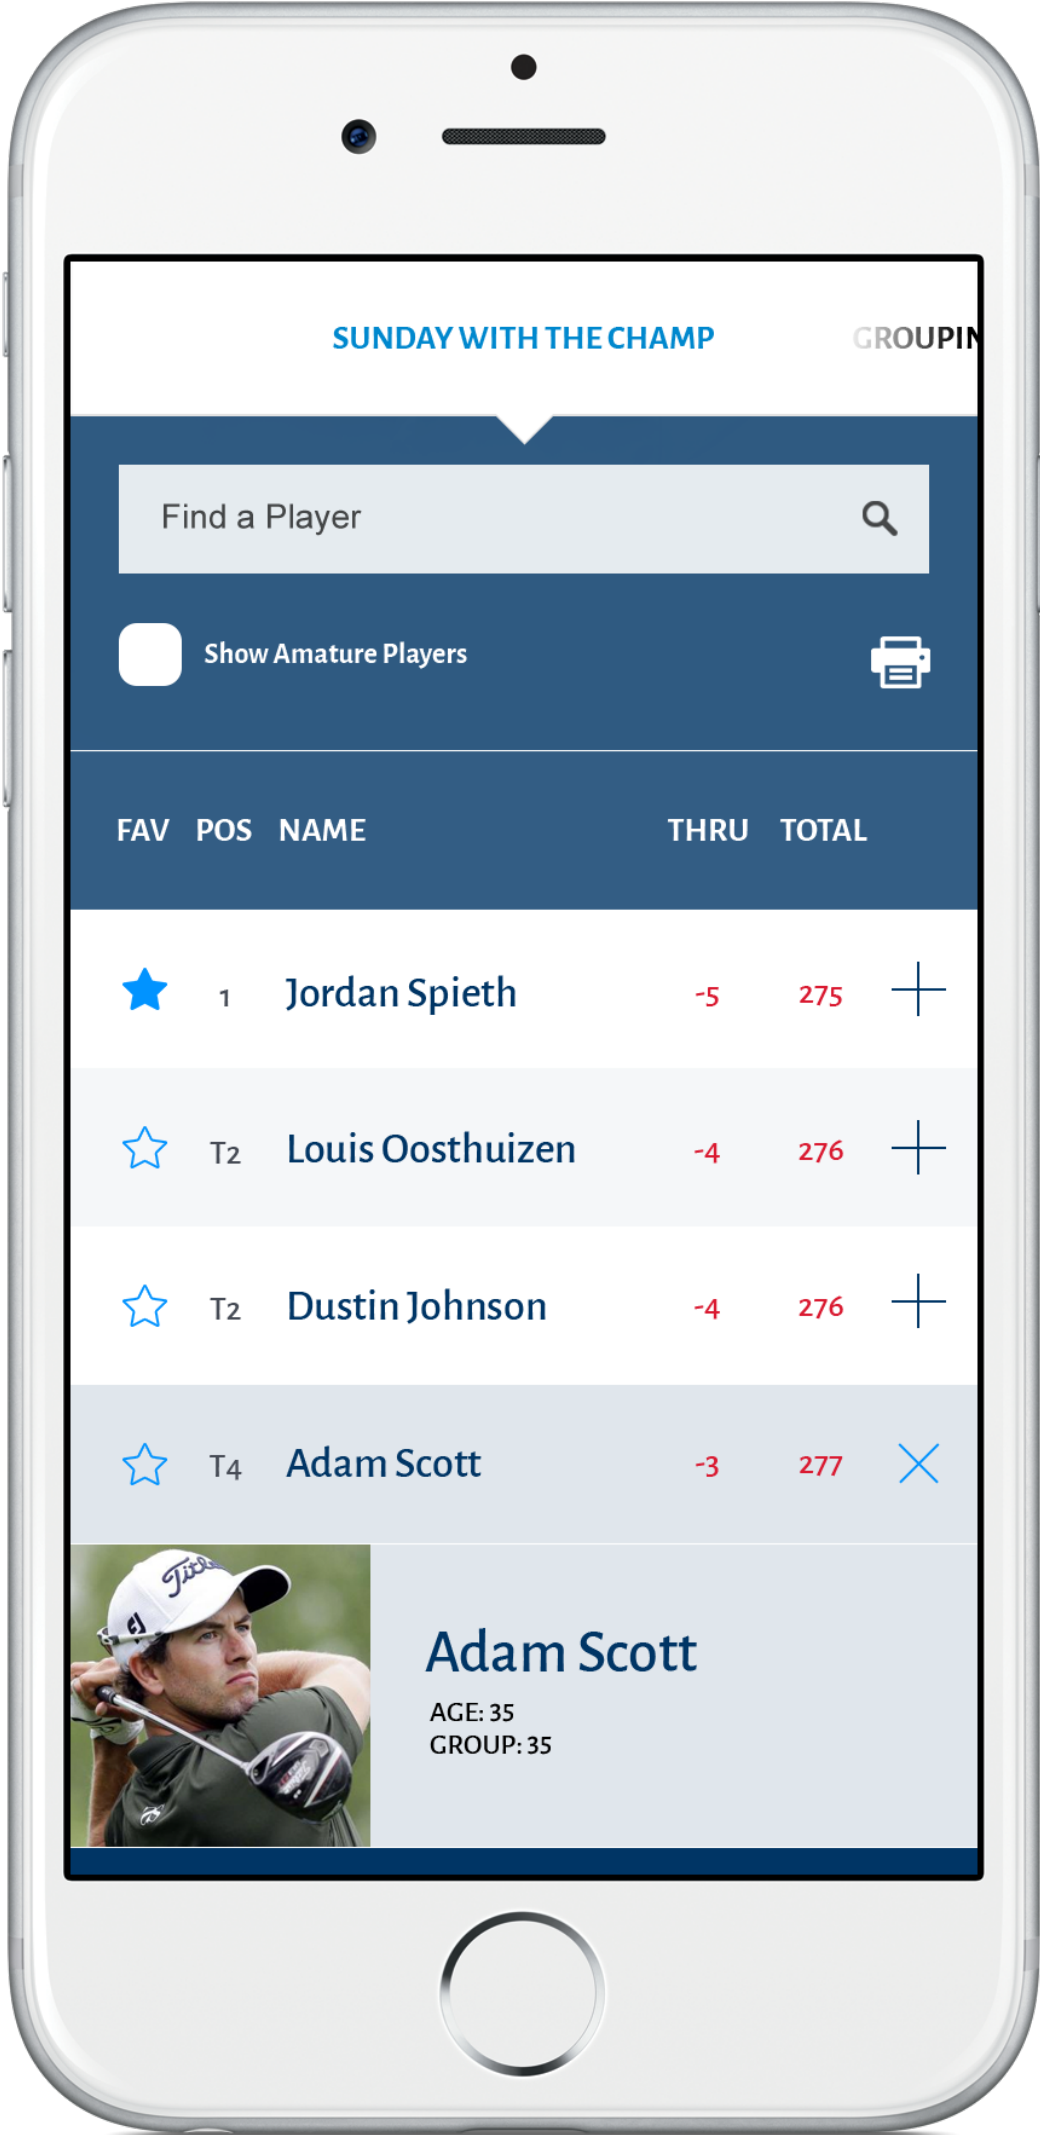 SUNDAY WITH THE CHAMP GROUPIN
Find a Player
Show Amature Players
FAV POS NAME THRU TOTAL
1 Jordan Spieth -5 275
T2 Louis Oosthuizen -4 276
T2 Dustin Johnson -4 276
T4 Adam Scott -3 277
Adam Scott
AGE: 35
GROUP: 35